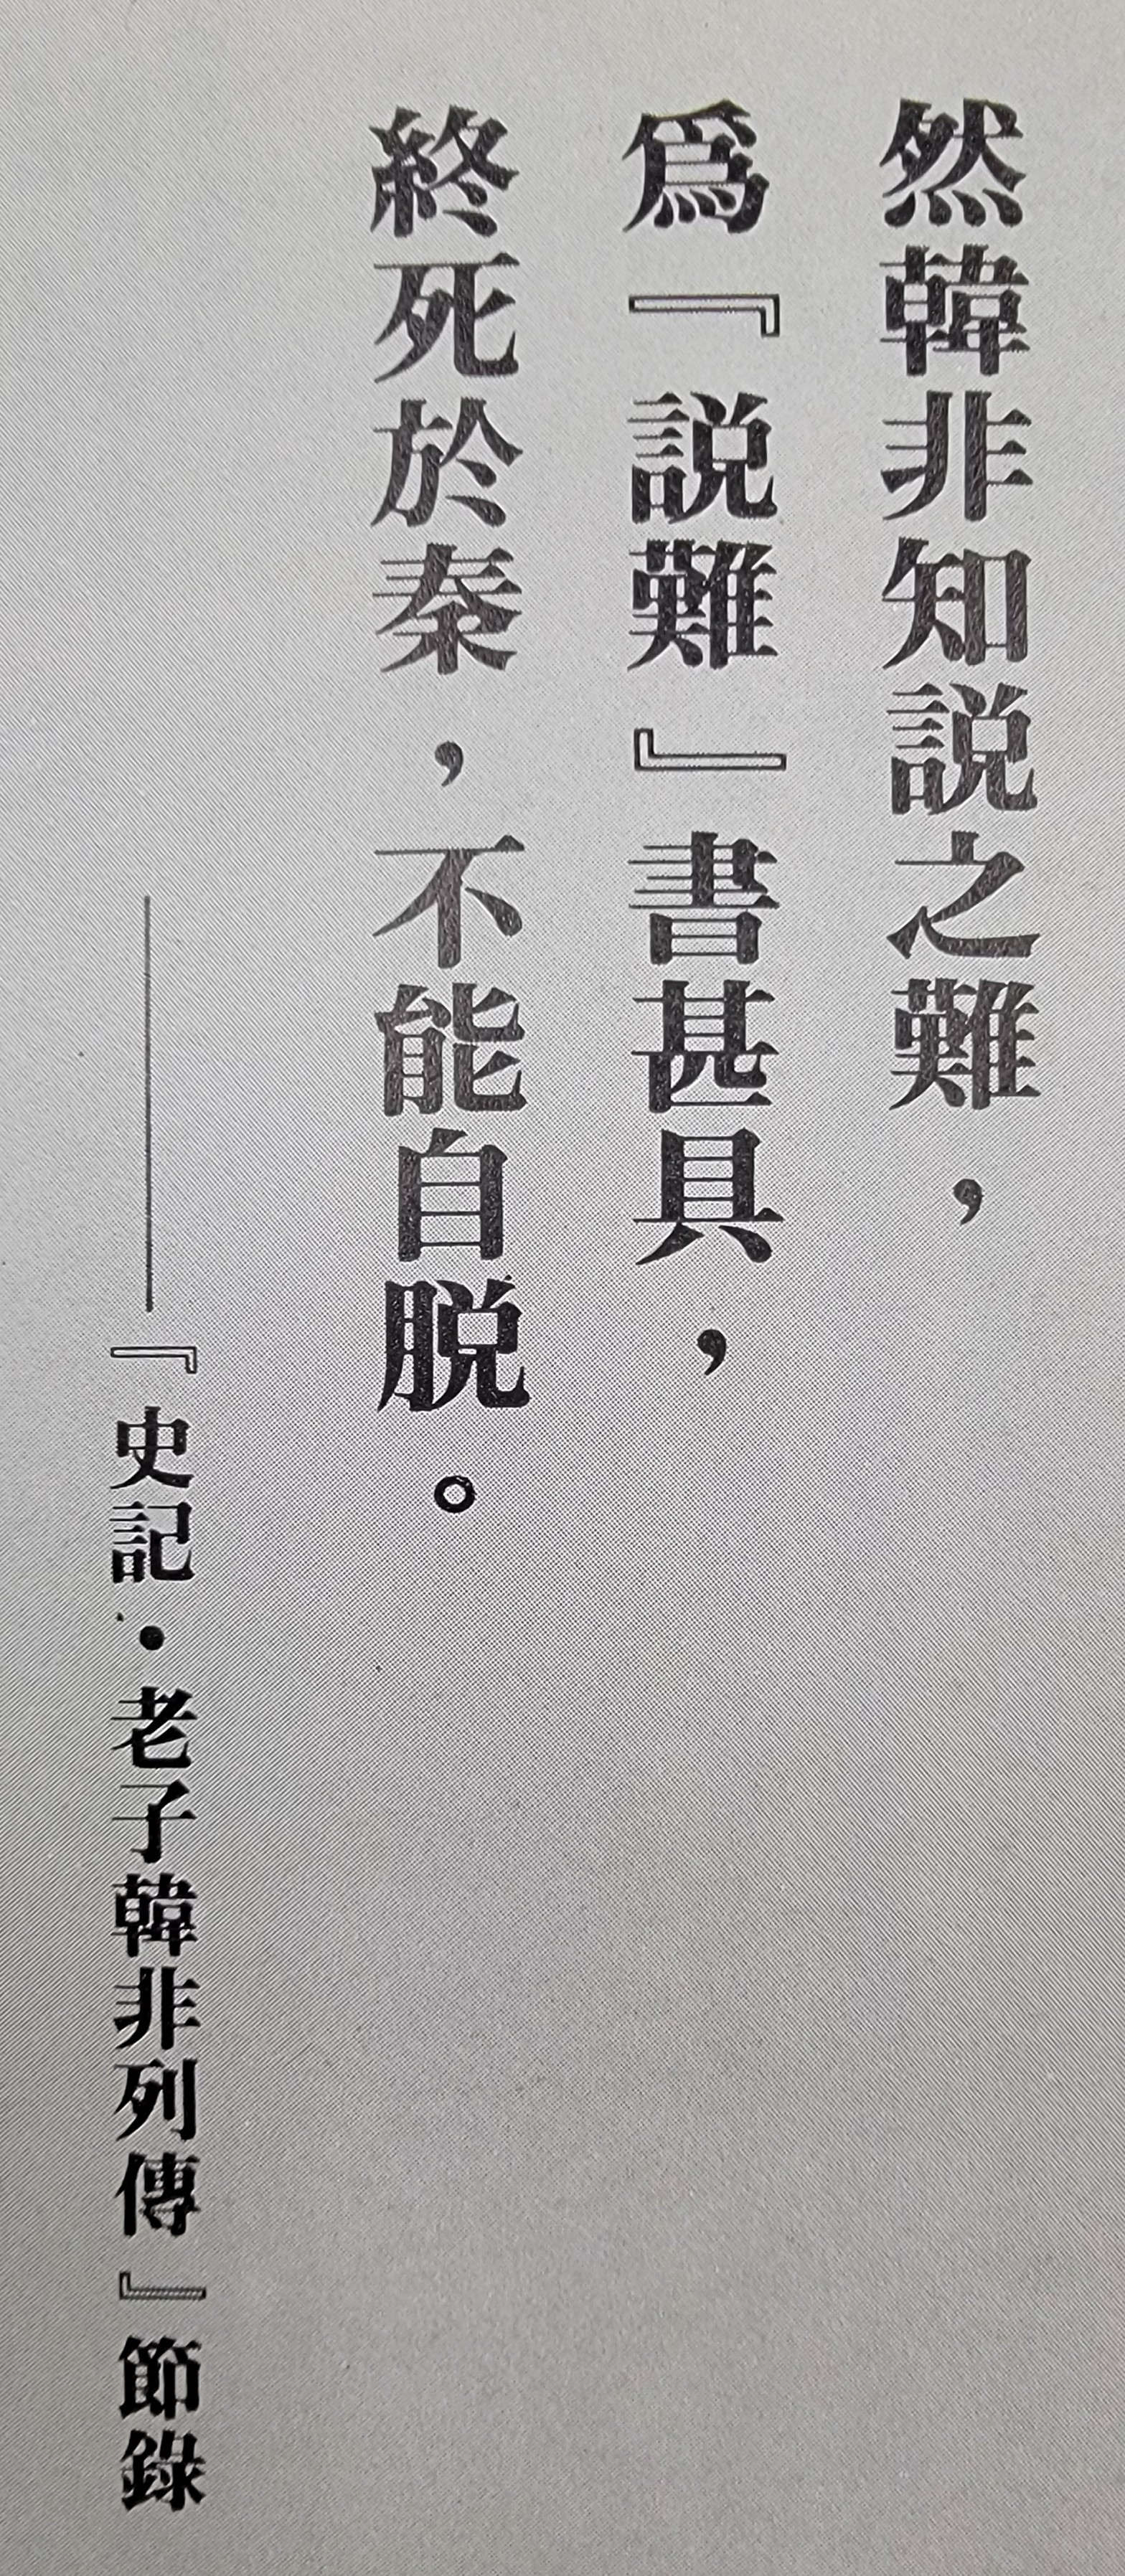 然韓非知説之難，
爲『説難』書甚具，
終死於秦，不能自脱。
——『史記·老子韓非列傳』節錄